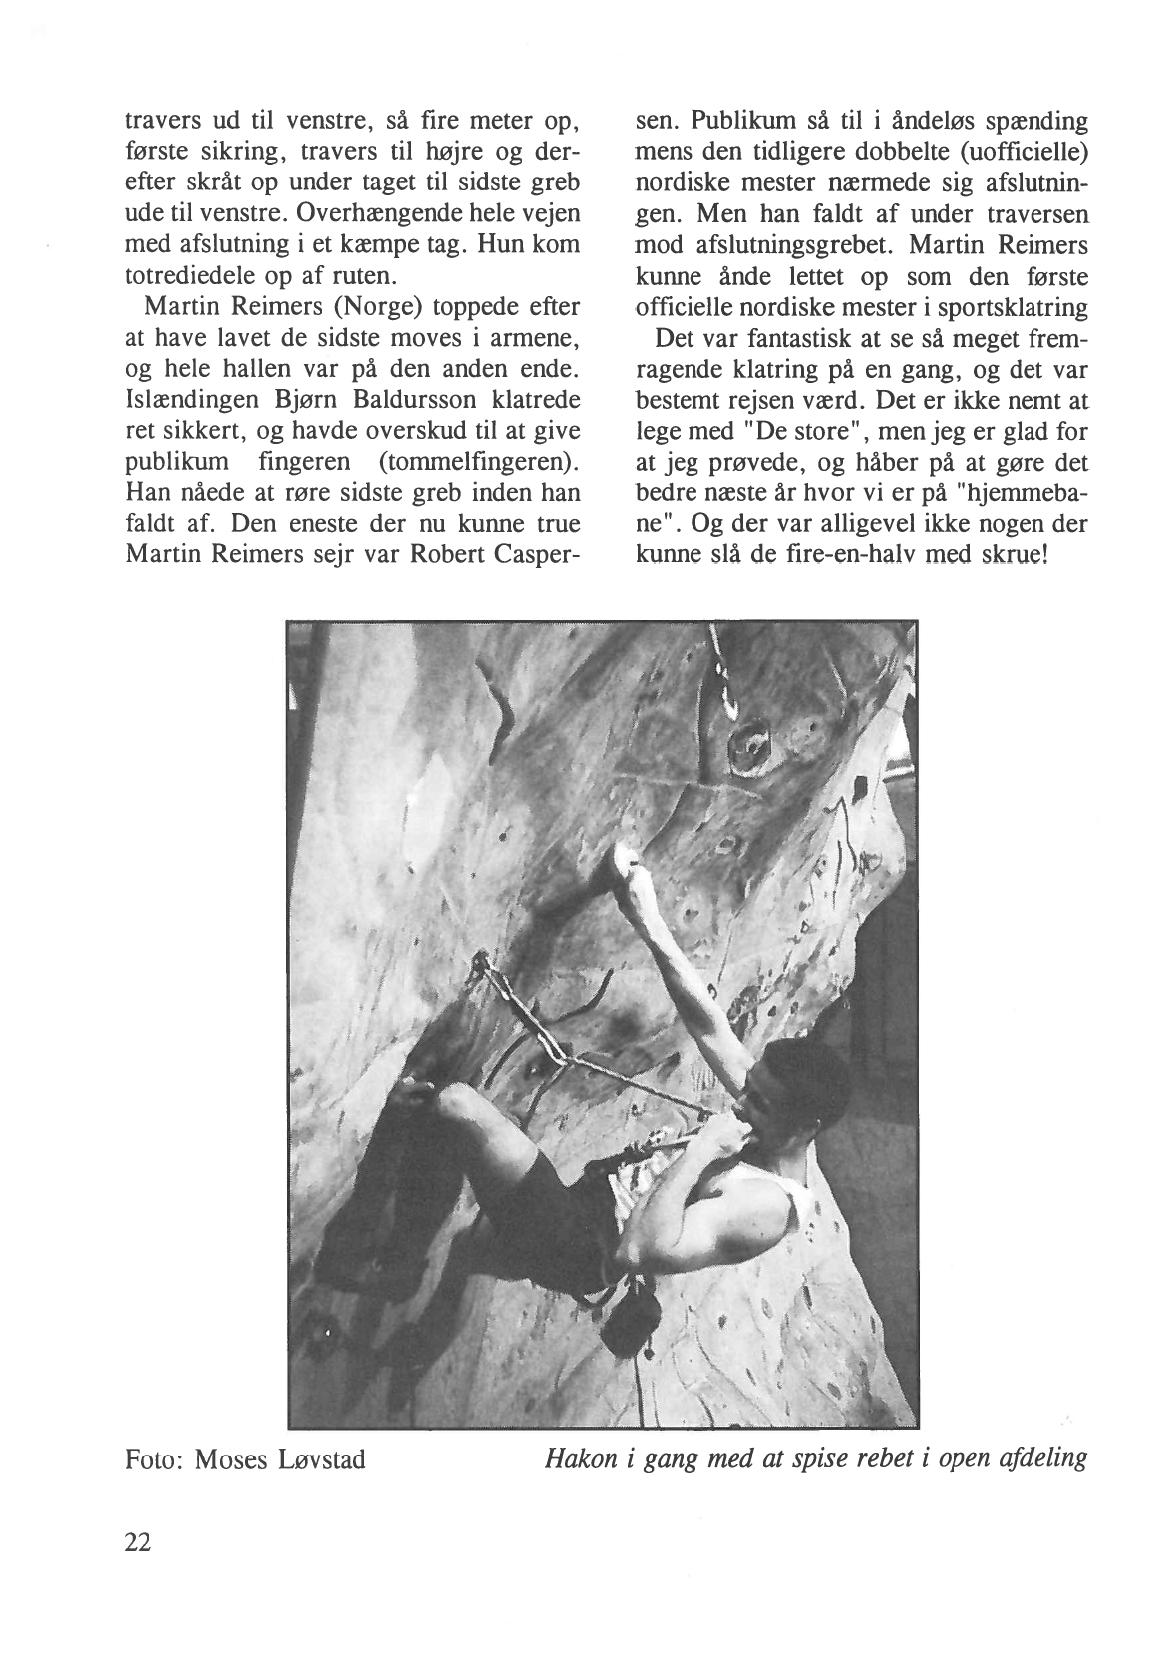 travers ud til venstre, så fire meter op,
første sikring, travers til højre og der-
efter skråt op under taget til sidste greb
ude til venstre. Overhængende hele vejen
med afslutning i et kæmpe tag. Hun kom
totrediedele op af ruten.
Martin Reimers (Norge) toppede efter
at have lavet de sidste moves i armene,
og hele hallen var på den anden ende.
Islændingen Bjørn Baldursson klatrede
ret sikkert, og havde overskud til at give
publikum fingeren (tommelfingeren).
Han nåede at røre sidste greb inden han
faldt af. Den eneste der nu kunne true
Martin Reimers sejr var Robert Casper-
sen. Publikum så til i åndeløs spænding
mens den tidligere dobbelte (uofficielle)
nordiske mester nærmede sig afslutnin-
gen. Men han faldt af under traversen
mod afslutningsgrebet. Martin Reimers
kunne ånde lettet op som den første
officielle nordiske mester i sportsklatring
Det var fantastisk at se så meget frem-
ragende klatring på en gang, og det var
bestemt rejsen værd. Det er ikke nemt at
lege med "De store", men jeg er glad for
at jeg prøvede, og håber på at gøre det
bedre næste år hvor vi er på "hjemmeba-
ne". Og der var alligevel ikke nogen der
kunne slå de fire-en-halv med skrue!
Foto: Moses Løvstad
Hakon i gang med at spise rebet i open afdeling
22